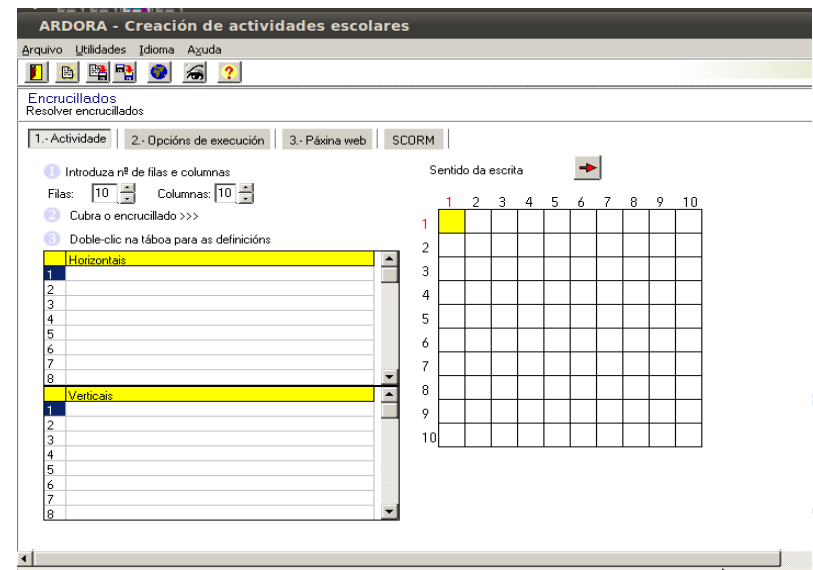 ARDORA - Creación de actividades escolares
Arquivo Utilidades Idioma Axuda
Encrucillados
Resolver encrucillados
1.- Actividade 2.- Opcións de execución 3.- Páxina web SCORM
1 Introduza nº de filas e columnas
Filas: 10 Columnas: 10
2 Cubra o encrucillado >>>
3 Doble-clic na táboa para as definicións
Horizontais
1
2
3
4
5
6
7
8
Verticais
1
2
3
4
5
6
7
8
Sentido da escrita
1 2 3 4 5 6 7 8 9 10
1
2
3
4
5
6
7
8
9
10